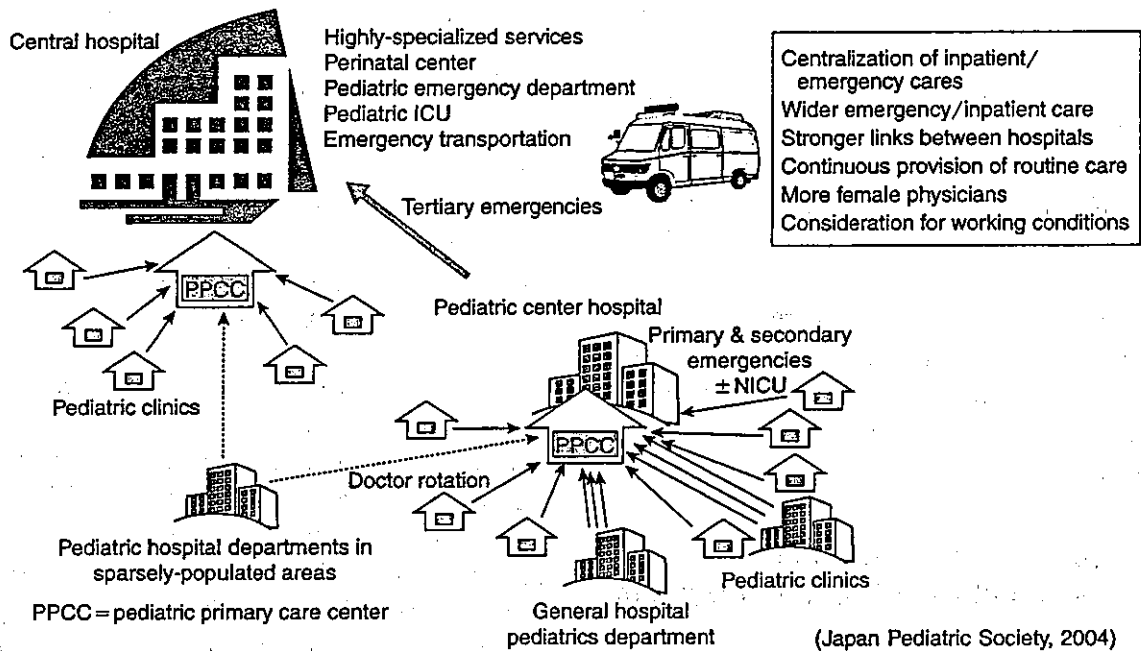 Central hospital
Highly-specialized services
Perinatal center
Pediatric emergency department
Pediatric ICU
Emergency transportation
Centralization of inpatient/
emergency cares
Wider emergency/inpatient care
Stronger links between hospitals
Continuous provision of routine care
More female physicians
Consideration for working conditions
Tertiary emergencies
PPCC
Pediatric clinics
Pediatric center hospital
Primary & secondary
emergencies
±NICU
PPCC
Doctor rotation
Pediatric hospital departments in
sparsely-populated areas
Pediatric clinics
PPCC=pediatric primary care center
General hospital
pediatrics department
(Japan Pediatric Society, 2004)